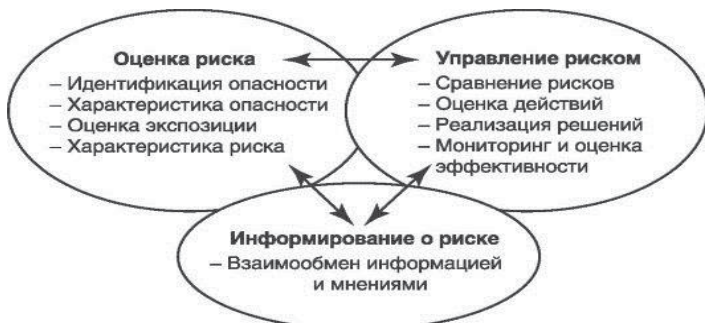 Оценка риска
– Идентификация опасности
– Характеристика опасности
– Оценка экспозиции
– Характеристика риска
Управление риском
– Сравнение рисков
– Оценка действий
– Реализация решений
– Мониторинг и оценка
эффективности
Информирование о риске
– Взаимообмен информацией
и мнениями